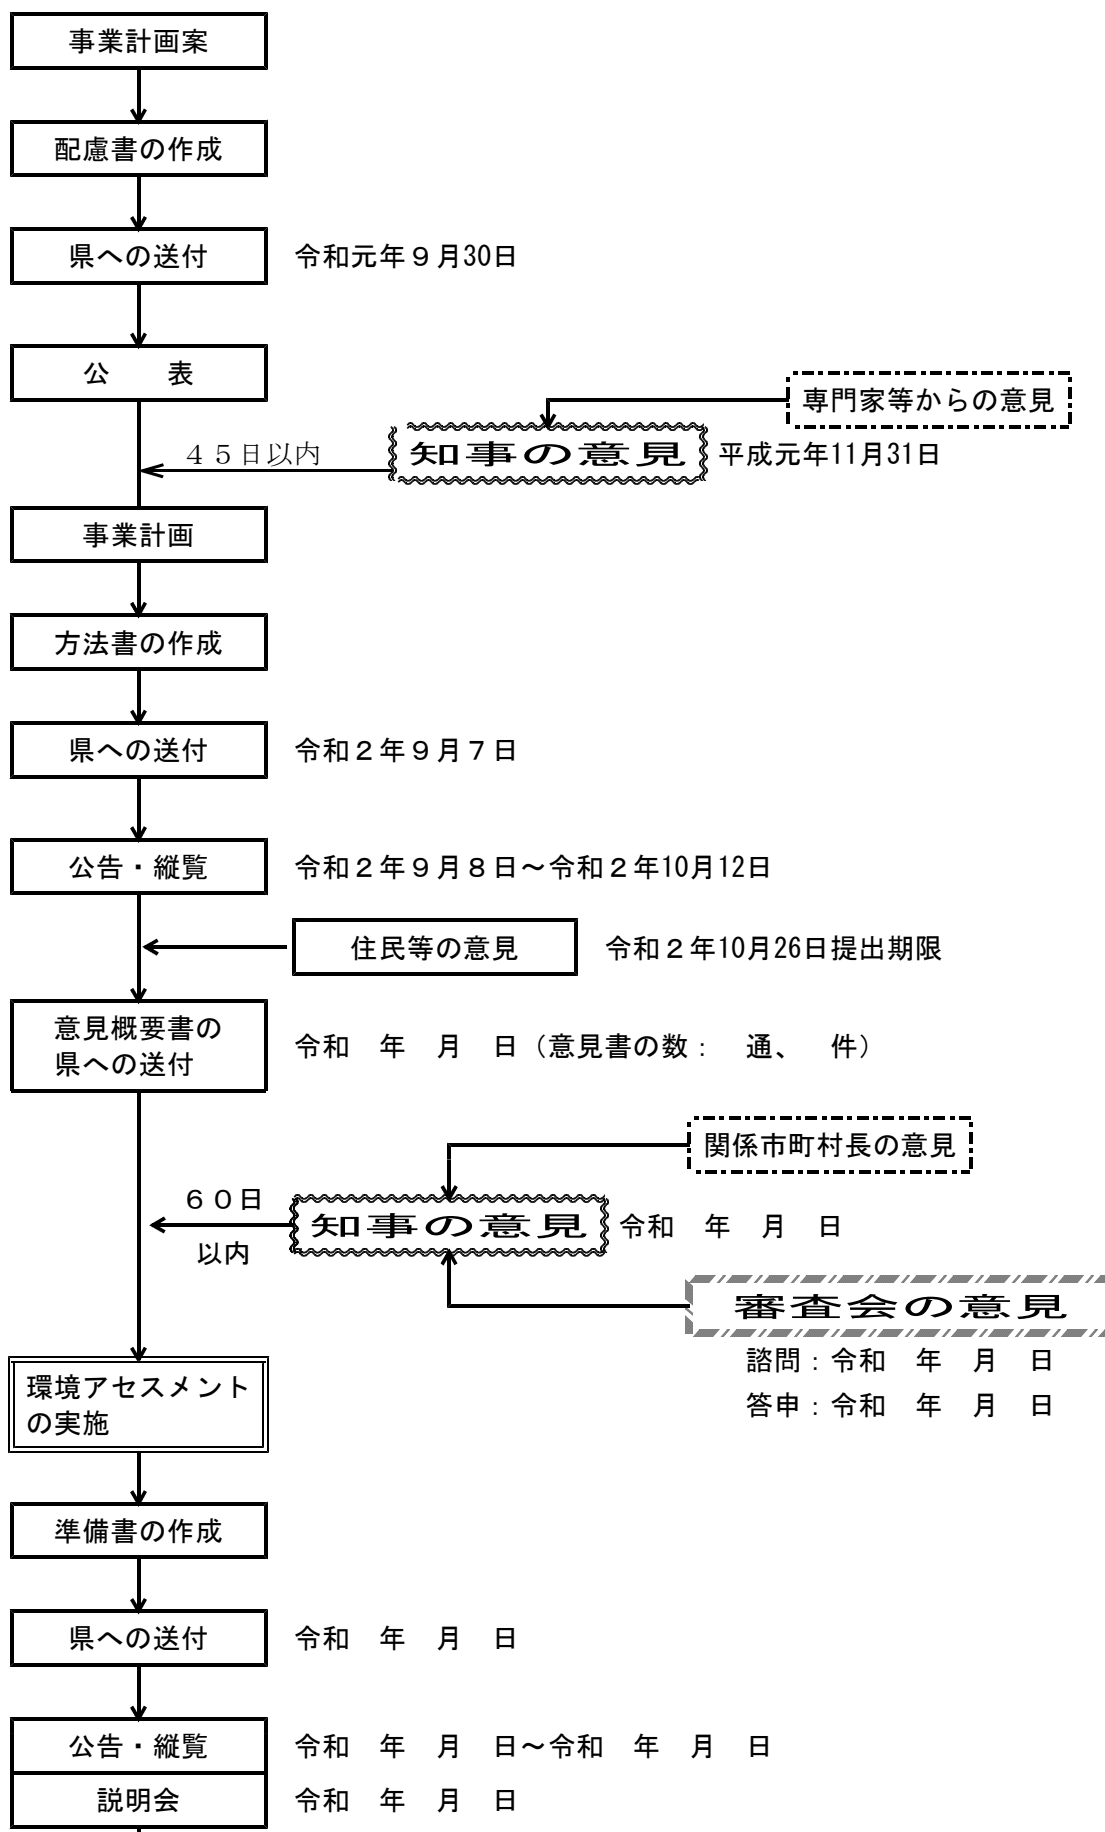 事業計画案
配慮書の作成
県への送付　令和元年９月30日
公　　表
専門家等からの意見
４５日以内　知事の意見　平成元年11月31日
事業計画
方法書の作成
県への送付　令和２年９月７日
公告・縦覧　令和２年９月８日～令和２年10月12日
住民等の意見　令和２年10月26日提出期限
意見概要書の
県への送付　令和　年　月　日（意見書の数：　通、　件）
関係市町村長の意見
６０日
以内　知事の意見　令和　年　月　日
審査会の意見
諮問：令和　年　月　日
答申：令和　年　月　日
環境アセスメント
の実施
準備書の作成
県への送付　令和　年　月　日
公告・縦覧　令和　年　月　日～令和　年　月　日
説明会　令和　年　月　日